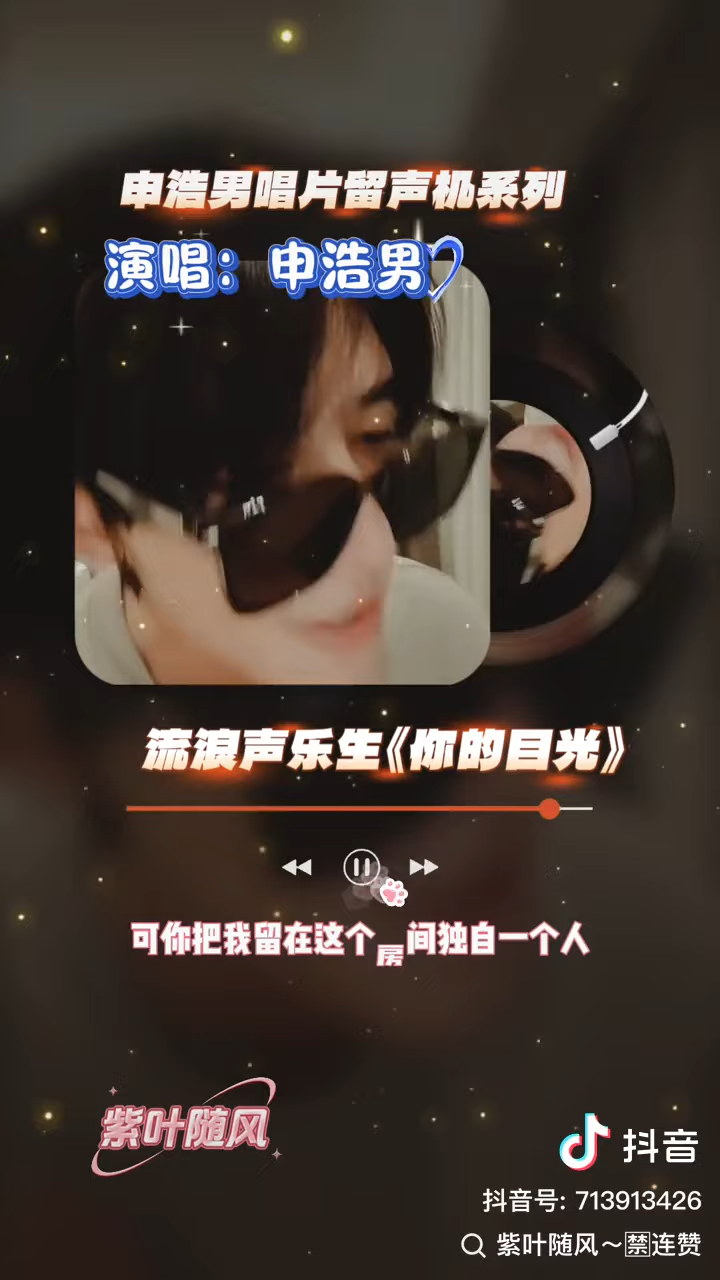 申浩男唱片留声机系列
演唱：申浩男
流浪声乐生《你的目光》
可你把我留在这个房间独自一个人
紫叶随风
抖音
抖音号: 713913426
紫叶随风～🈲连赞